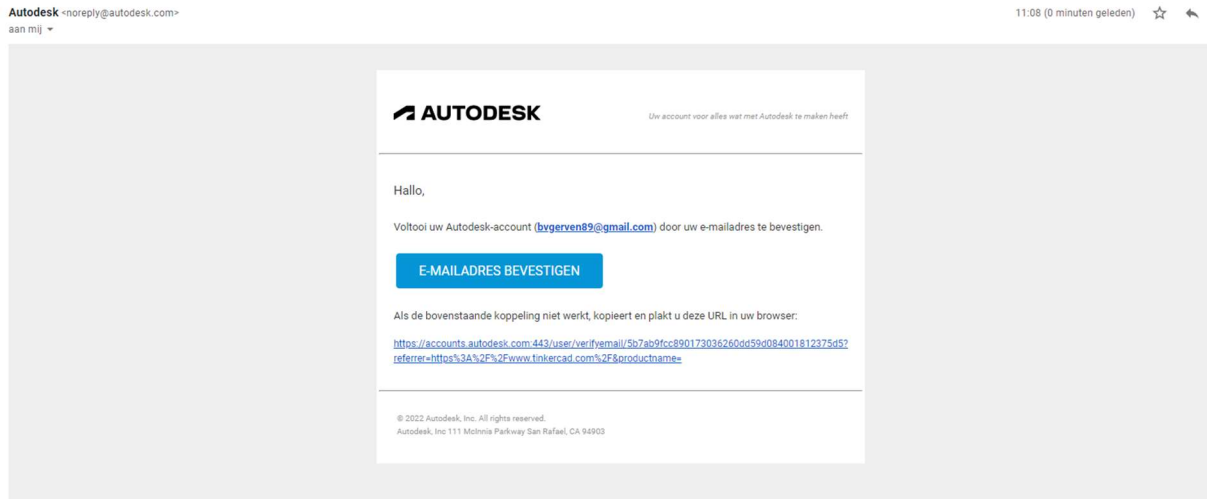 Autodesk <noreply@autodesk.com>
11:08 (0 minuten geleden)
aan mij
AUTODESK
Uw account voor alles wat met Autodesk te maken heeft
Hallo,
Voltooi uw Autodesk-account (bvgerven89@gmail.com) door uw e-mailadres te bevestigen.
E-MAILADRES BEVESTIGEN
Als de bovenstaande koppeling niet werkt, kopieert en plakt u deze URL in uw browser:
https://accounts.autodesk.com:443/user/verifyemail/5b7ab9fcc890173036260dd59d084001812375d5?
referrer=https%3A%2F%2Fwww.tinkercad.com%2F&productname=
© 2022 Autodesk, Inc. All rights reserved.
Autodesk, Inc 111 McInnis Parkway San Rafael, CA 94903